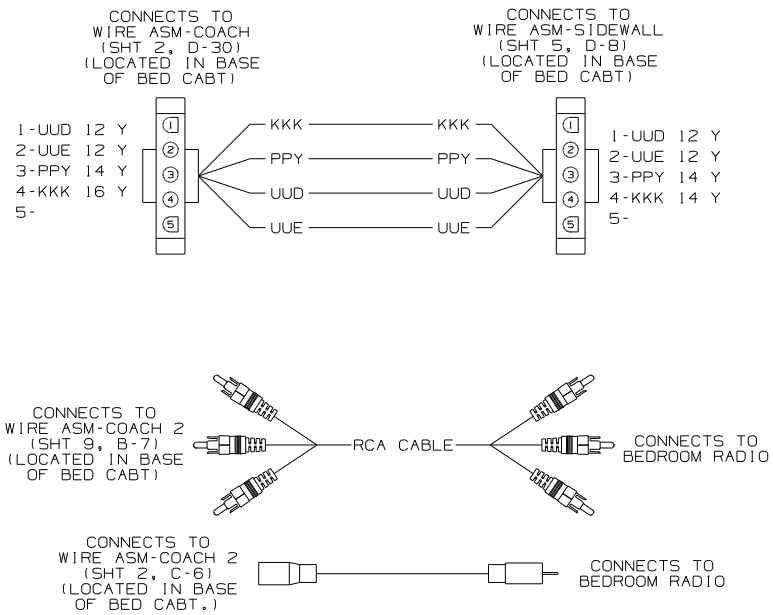 CONNECTS TO
WIRE ASM-COACH
(SHT 2, D-30)
(LOCATED IN BASE
OF BED CABT)
CONNECTS TO
WIRE ASM-SIDEWALL
(SHT 5, D-8)
(LOCATED IN BASE
OF BED CABT)
1-UUD 12 Y
2-UUE 12 Y
3-PPY 14 Y
4-KKK 16 Y
5-
1
2
3
4
5
KKK KKK
PPY PPY
UUD UUD
UUE UUE
1
2
3
4
5
1-UUD 12 Y
2-UUE 12 Y
3-PPY 14 Y
4-KKK 14 Y
5-
CONNECTS TO
WIRE ASM-COACH 2
(SHT 9, B-7)
(LOCATED IN BASE
OF BED CABT)
RCA CABLE
CONNECTS TO
BEDROOM RADIO
CONNECTS TO
WIRE ASM-COACH 2
(SHT 2, C-6)
(LOCATED IN BASE
OF BED CABT.)
CONNECTS TO
BEDROOM RADIO